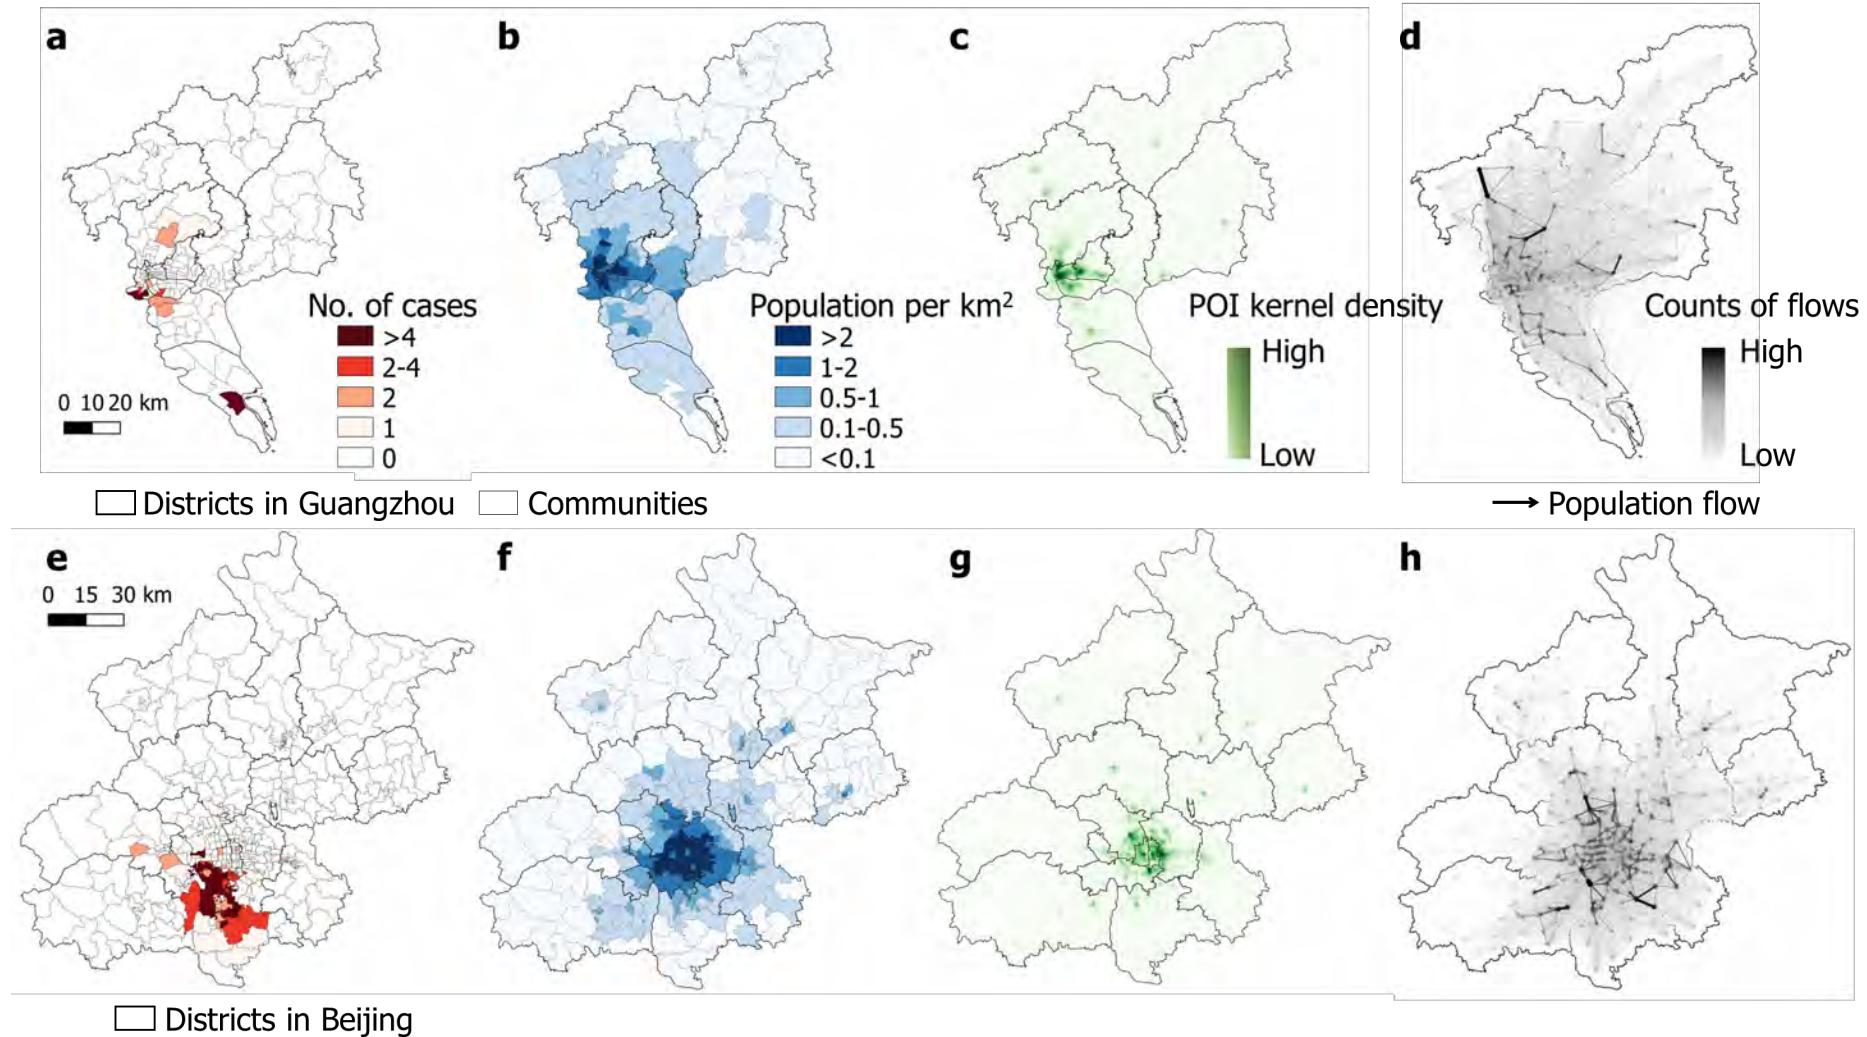 a
b
c
d
No. of cases
>4
2-4
2
1
0
0 10 20 km
Population per km²
>2
1-2
0.5-1
0.1-0.5
<0.1
POI kernel density
High
Low
Counts of flows
High
Low
Districts in Guangzhou
Communities
Population flow
e
f
g
h
0 15 30 km
Districts in Beijing